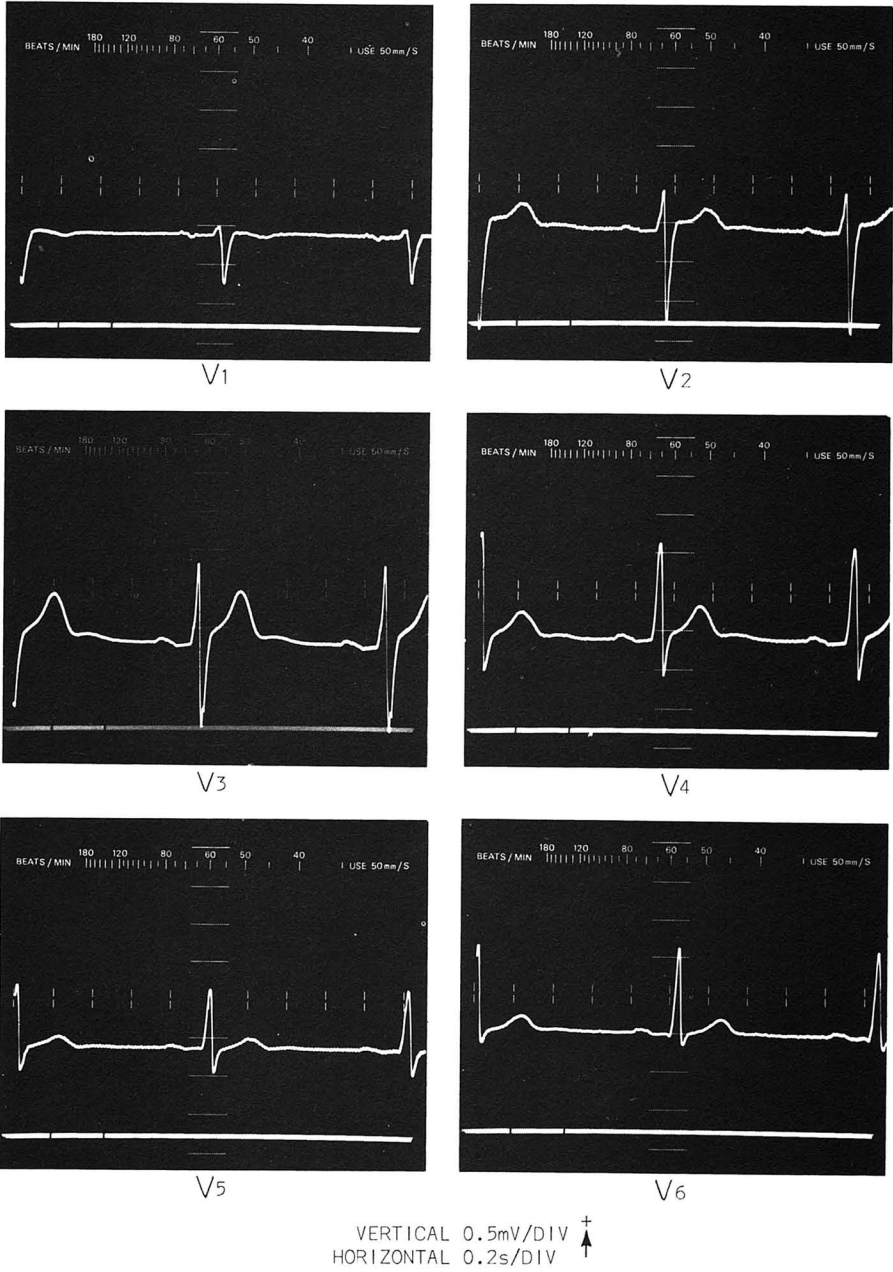 BEATS / MIN 180 120 80 60 50 40 USE 50mm/S
V1
BEATS / MIN 180 120 80 60 50 40 USE 50mm/S
V2
BEATS / MIN 180 120 80 60 50 40 USE 50mm/S
V3
BEATS / MIN 180 120 80 60 50 40 USE 50mm/S
V4
BEATS / MIN 180 120 80 60 50 40 USE 50mm/S
V5
BEATS / MIN 180 120 80 60 50 40 USE 50mm/S
V6
VERTICAL 0.5mV/DIV +
HORIZONTAL 0.2s/DIV